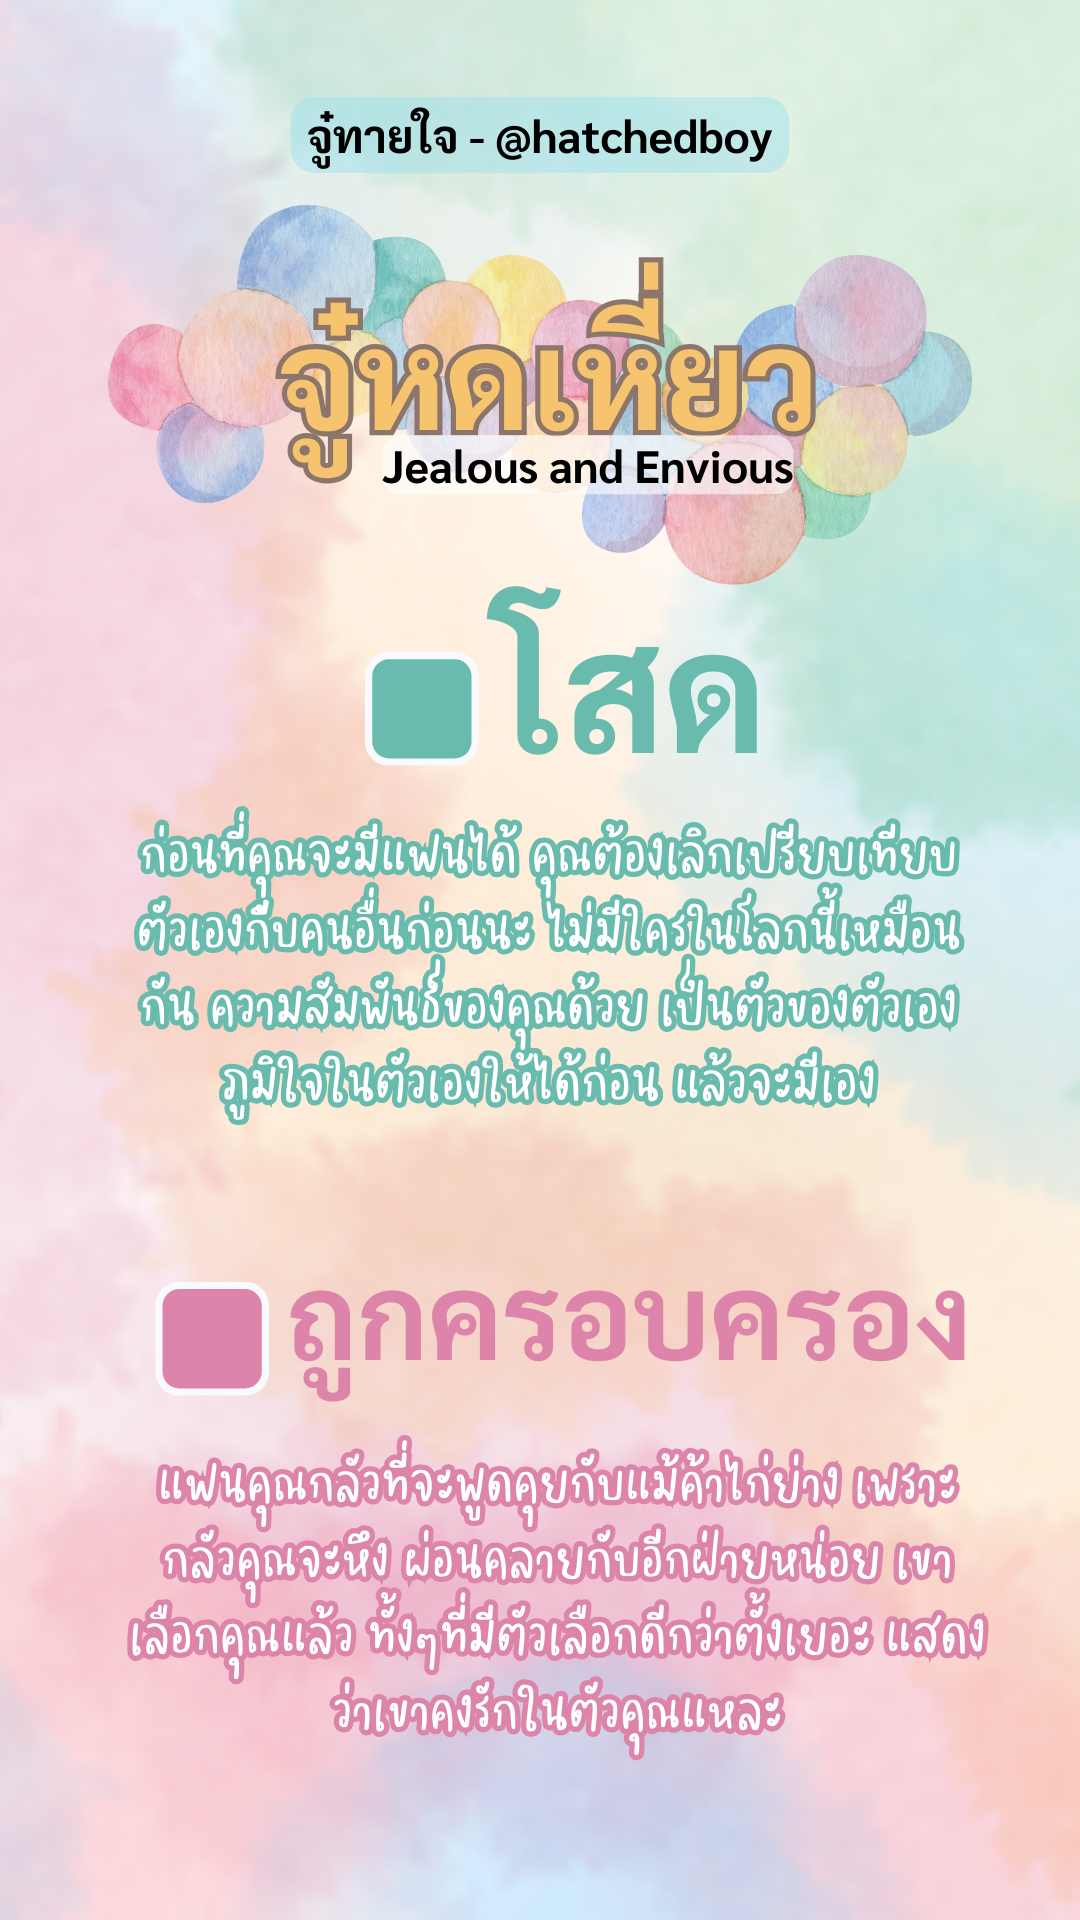 จู๋ทายใจ - @hatchedboy
จู๋หดเหี่ยว
Jealous and Envious
โสด
ก่อนที่คุณจะมีแฟนได้ คุณต้องเลิกเปรียบเทียบ
ตัวเองกับคนอื่นก่อนนะ ไม่มีใครในโลกนี้เหมือน
กัน ความสัมพันธ์ของคุณด้วย เป็นตัวของตัวเอง
ภูมิใจในตัวเองให้ได้ก่อน แล้วจะมีเอง
ถูกครอบครอง
แฟนคุณกลัวที่จะพูดคุยกับแม้ค้าไก่ย่าง เพราะ
กลัวคุณจะหึง ผ่อนคลายกับอีกฝ่ายหน่อย เขา
เลือกคุณแล้ว ทั้งๆที่มีตัวเลือกดีกว่าตั้งเยอะ แสดง
ว่าเขาคงรักในตัวคุณแหละ